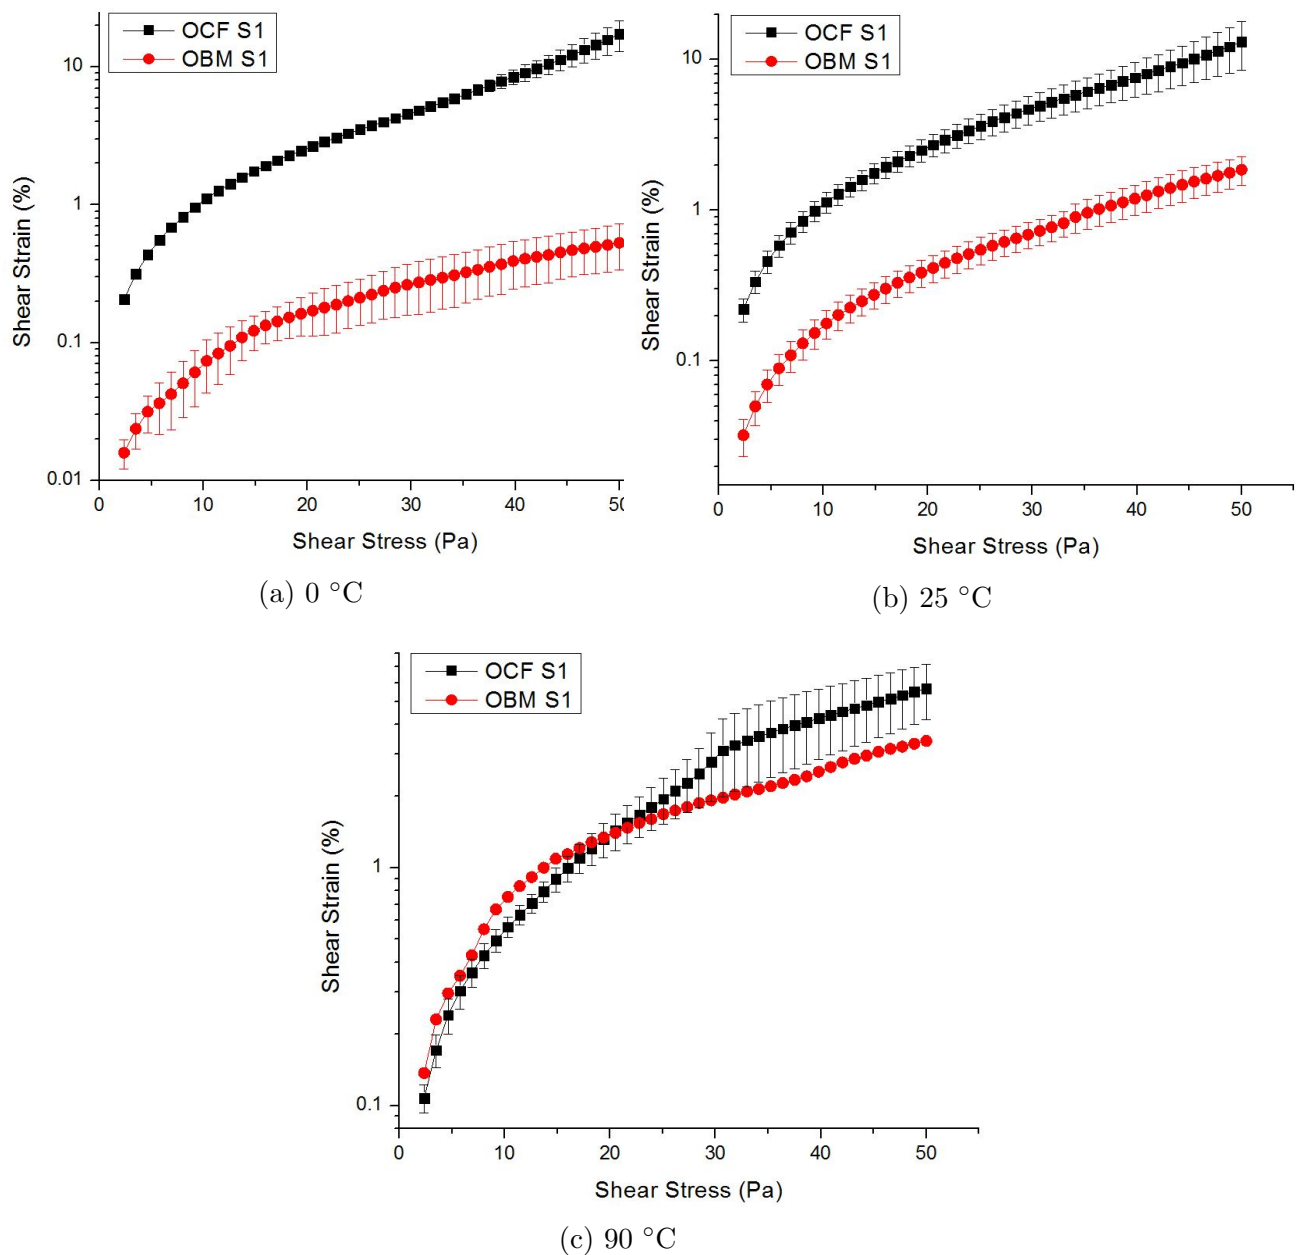 OCF S1
OBM S1
10
1
0.1
0.01
Shear Strain (%)
0
10
20
30
40
50
Shear Stress (Pa)
(a) 0 °C
OCF S1
OBM S1
10
1
0.1
Shear Strain (%)
0
10
20
30
40
50
Shear Stress (Pa)
(b) 25 °C
OCF S1
OBM S1
1
0.1
Shear Strain (%)
0
10
20
30
40
50
Shear Stress (Pa)
(c) 90 °C